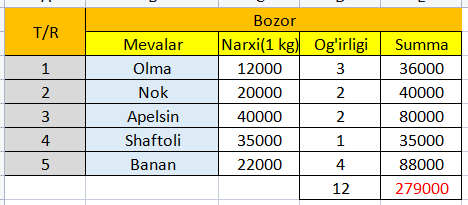 Bozor
T/R Mevalar Narxi(1 kg) Og'irligi Summa
1 Olma 12000 3 36000
2 Nok 20000 2 40000
3 Apelsin 40000 2 80000
4 Shaftoli 35000 1 35000
5 Banan 22000 4 88000
12 279000